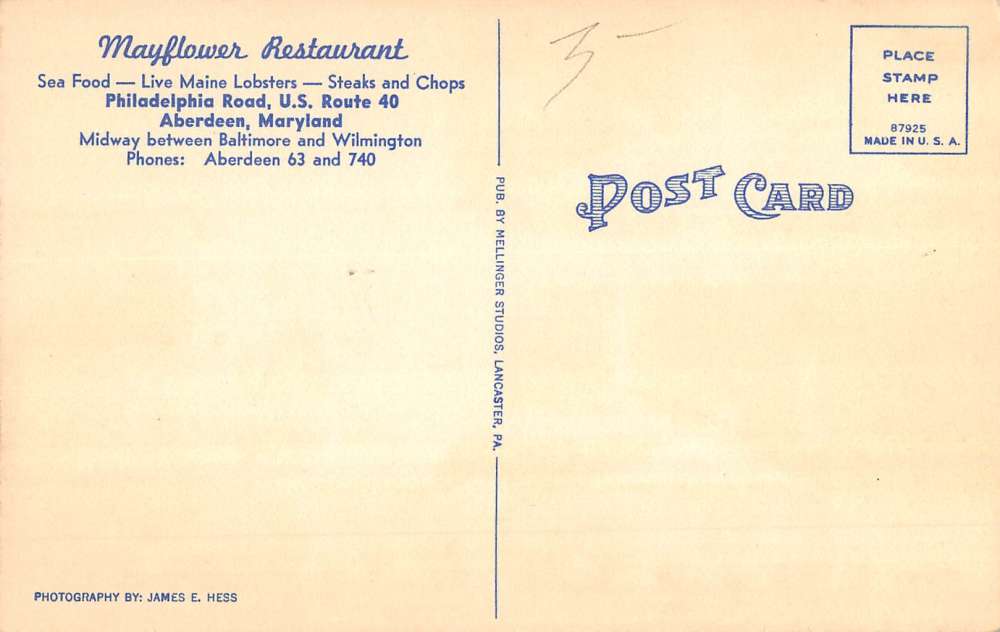 Mayflower Restaurant
Sea Food — Live Maine Lobsters — Steaks and Chops
Philadelphia Road, U.S. Route 40
Aberdeen, Maryland
Midway between Baltimore and Wilmington
Phones: Aberdeen 63 and 740
PHOTOGRAPHY BY: JAMES E. HESS
PUB. BY MELLINGER STUDIOS, LANCASTER, PA.
5
POST CARD
PLACE
STAMP
HERE
87925
MADE IN U. S. A.